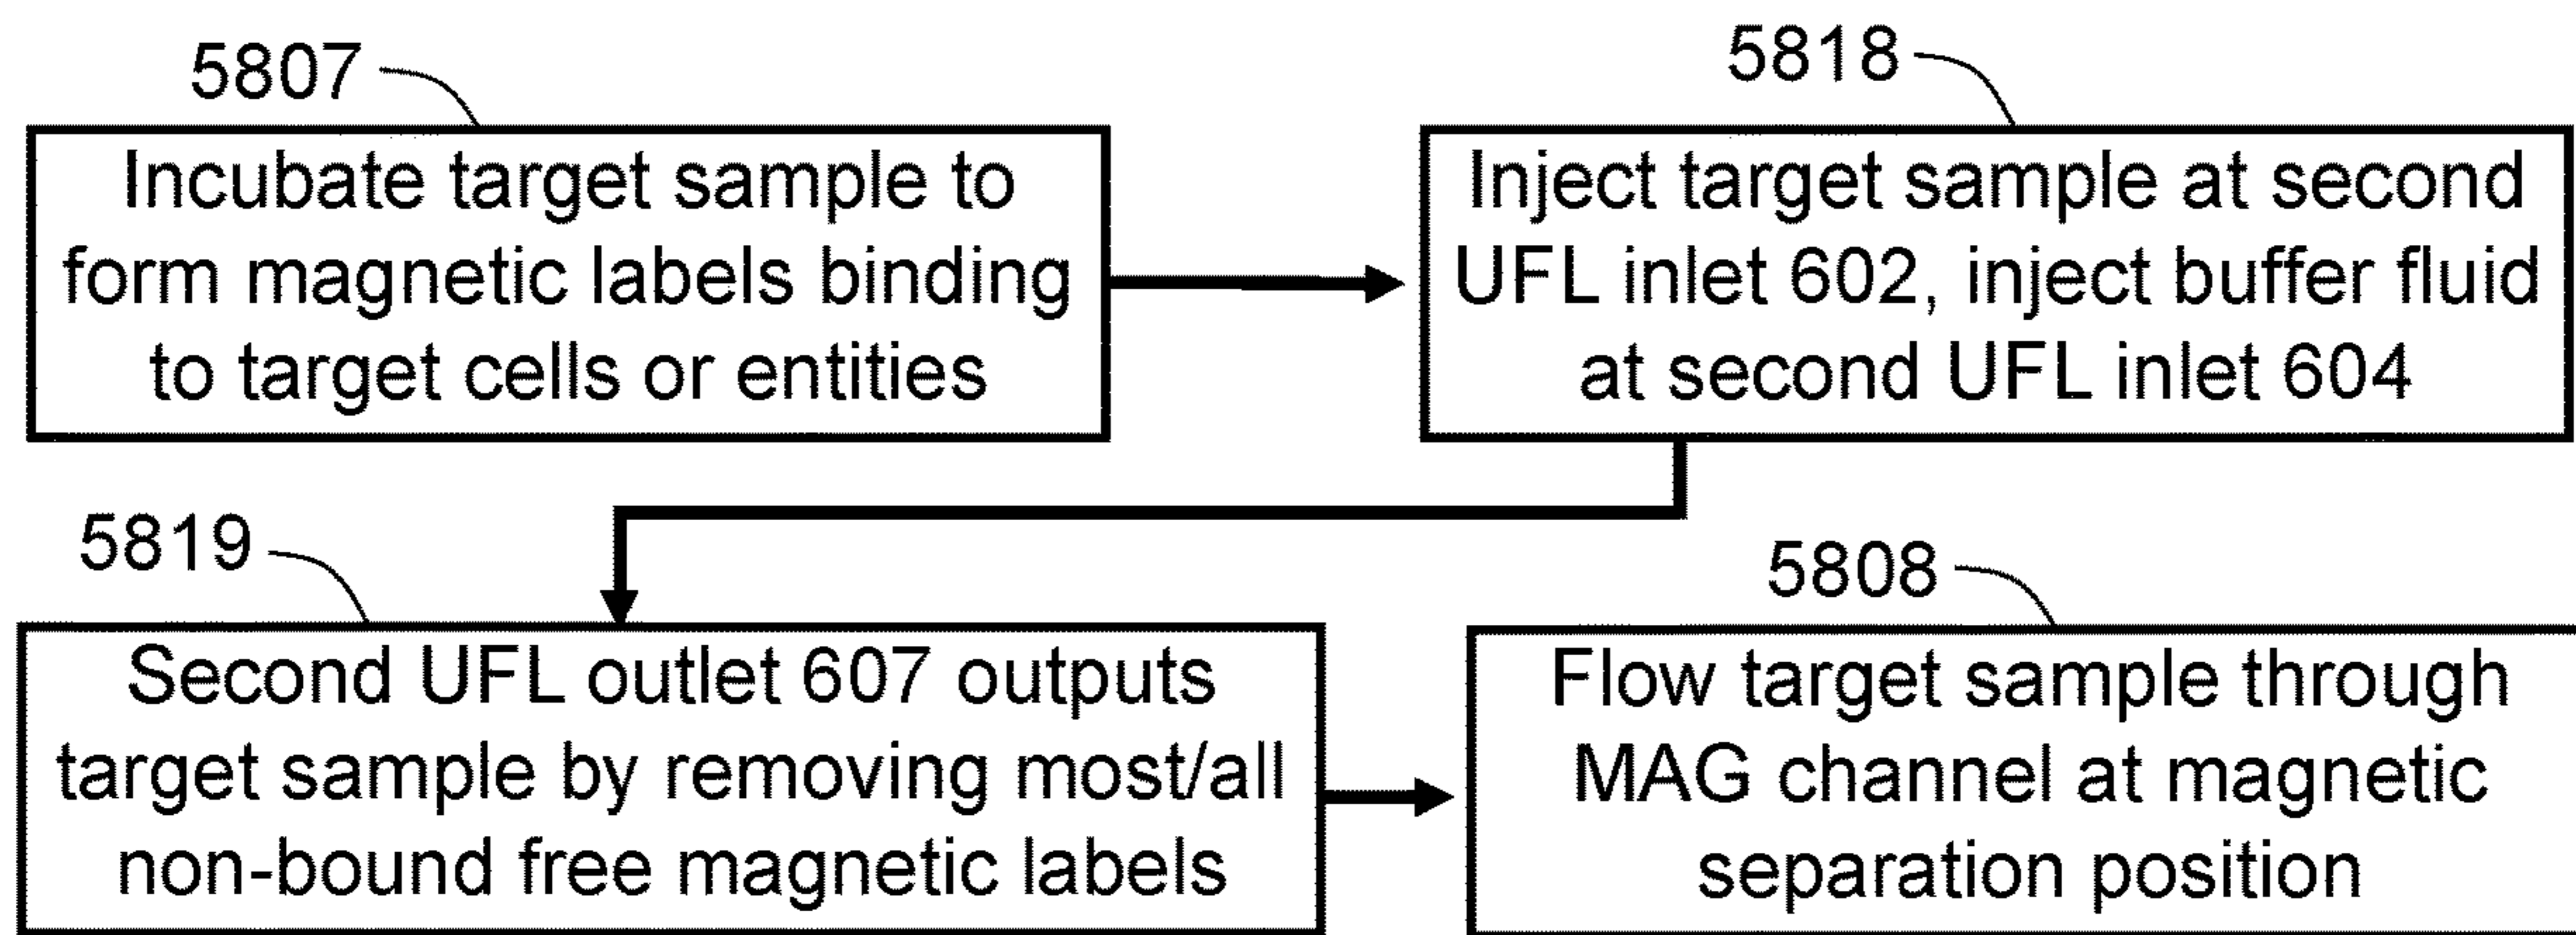 5807
Incubate target sample to
form magnetic labels binding
to target cells or entities
5818
Inject target sample at second
UFL inlet 602, inject buffer fluid
at second UFL inlet 604
5819
Second UFL outlet 607 outputs
target sample by removing most/all
non-bound free magnetic labels
5808
Flow target sample through
MAG channel at magnetic
separation position